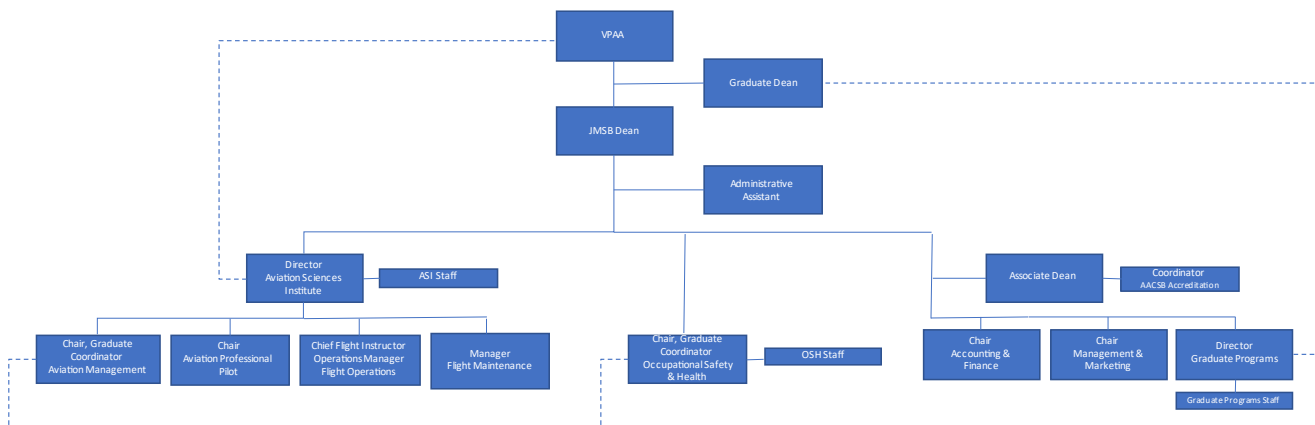 VPAA
Graduate Dean
JMSB Dean
Administrative
Assistant
Director
Aviation Sciences
Institute
ASI Staff
Associate Dean
Coordinator
AACSB Accreditation
Chair, Graduate
Coordinator
Aviation Management
Chair
Aviation Professional
Pilot
Chief Flight Instructor
Operations Manager
Flight Operations
Manager
Flight Maintenance
Chair, Graduate
Coordinator
Occupational Safety
& Health
OSH Staff
Chair
Accounting &
Finance
Chair
Management &
Marketing
Director
Graduate Programs
Graduate Programs Staff